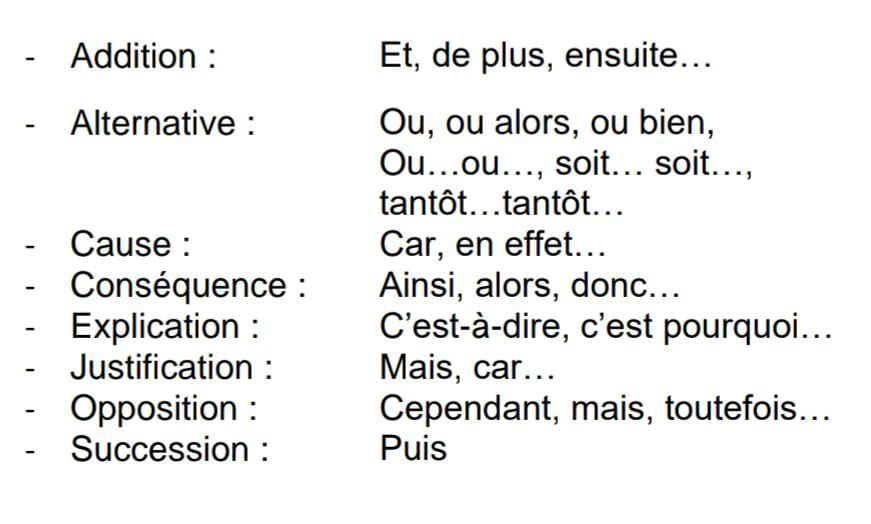 - Addition : Et, de plus, ensuite…
- Alternative : Ou, ou alors, ou bien,
Ou…ou…, soit… soit…,
tantôt…tantôt…
- Cause : Car, en effet…
- Conséquence : Ainsi, alors, donc…
- Explication : C’est-à-dire, c’est pourquoi…
- Justification : Mais, car…
- Opposition : Cependant, mais, toutefois…
- Succession : Puis